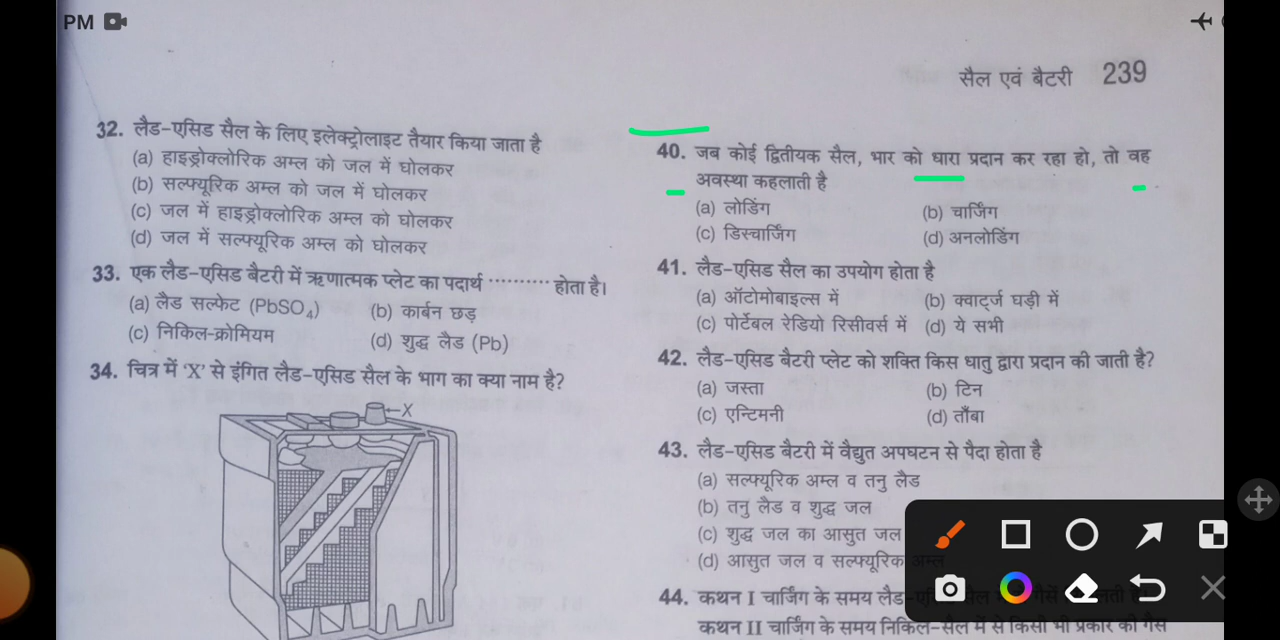 PM
सैल एवं बैटरी 239
32. लैड-एसिड सैल के लिए इलेक्ट्रोलाइट तैयार किया जाता है
(a) हाइड्रोक्लोरिक अम्ल को जल में घोलकर
(b) सल्फ्यूरिक अम्ल को जल में घोलकर
(c) जल में हाइड्रोक्लोरिक अम्ल को घोलकर
(d) जल में सल्फ्यूरिक अम्ल को घोलकर
33. एक लैड-एसिड बैटरी में ऋणात्मक प्लेट का पदार्थ ·········· होता है।
(a) लैड सल्फेट (PbSO₄) (b) कार्बन छड़
(c) निकिल-क्रोमियम (d) शुद्ध लैड (Pb)
34. चित्र में 'X' से इंगित लैड-एसिड सैल के भाग का क्या नाम है?
X
40. जब कोई द्वितीयक सैल, भार को धारा प्रदान कर रहा हो, तो वह
अवस्था कहलाती है
(a) लोडिंग (b) चार्जिंग
(c) डिस्चार्जिंग (d) अनलोडिंग
41. लैड-एसिड सैल का उपयोग होता है
(a) ऑटोमोबाइल्स में (b) क्वार्ट्ज घड़ी में
(c) पोर्टेबल रेडियो रिसीवर्स में (d) ये सभी
42. लैड-एसिड बैटरी प्लेट को शक्ति किस धातु द्वारा प्रदान की जाती है?
(a) जस्ता (b) टिन
(c) एन्टिमनी (d) ताँबा
43. लैड-एसिड बैटरी में वैद्युत अपघटन से पैदा होता है
(a) सल्फ्यूरिक अम्ल व तनु लैड
(b) तनु लैड व शुद्ध जल
(c) शुद्ध जल का आसुत जल
(d) आसुत जल व सल्फ्यूरिक अम्ल
44. कथन I चार्जिंग के समय लैड-एसिड सैल
कथन II चार्जिंग के समय निकिल-सैल में से किसी भी प्रकार की गैस